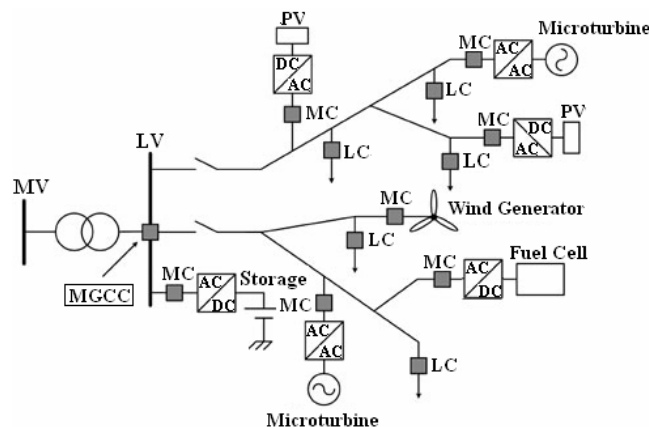 PV
Microturbine
DC
AC
MC
AC
AC
MC
LC
PV
LV
LC
MC
DC
AC
LC
MV
MC
Wind Generator
LC
Fuel Cell
MGCC
MC
AC
DC
Storage
MC
AC
DC
MC
AC
AC
LC
Microturbine